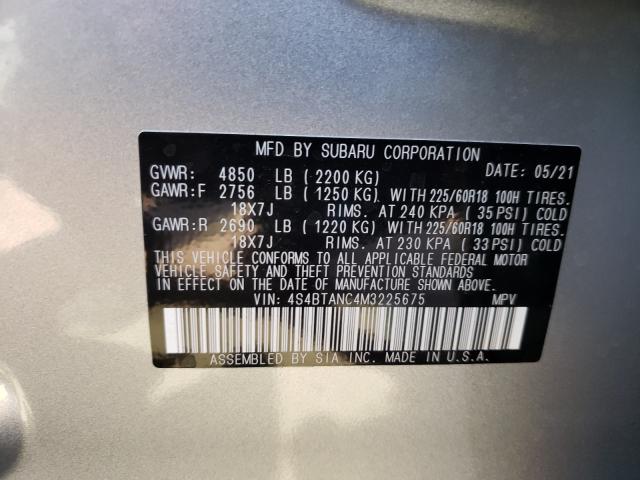 MFD BY SUBARU CORPORATION
GVWR: 4850 LB (2200 KG) DATE: 05/21
GAWR:F 2756 LB (1250 KG) WITH 225/60R18 100H TIRES.
18X7J RIMS. AT 240 KPA (35 PSI) COLD
GAWR:R 2690 LB (1220 KG) WITH 225/60R18 100H TIRES.
18X7J RIMS. AT 230 KPA (33 PSI) COLD
THIS VEHICLE CONFORMS TO ALL APPLICABLE FEDERAL MOTOR
VEHICLE SAFETY AND THEFT PREVENTION STANDARDS
IN EFFECT ON THE DATE OF MANUFACTURE SHOWN ABOVE.
VIN: 4S4BTANC4M3225675 MPV
ASSEMBLED BY SIA INC. MADE IN U.S.A.